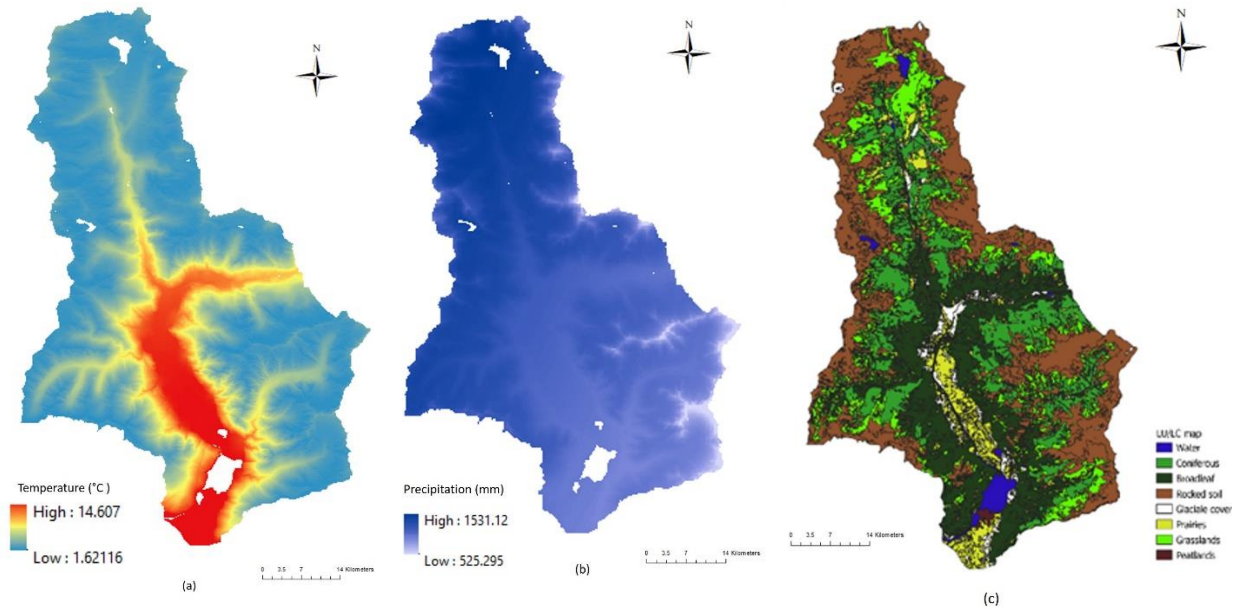 N
Temperature (°C )
High : 14.607
Low : 1.62116
0 3.5 7 14 Kilometers
(a)
N
Precipitation (mm)
High : 1531.12
Low : 525.295
0 3.5 7 14 Kilometers
(b)
N
LU/LC map
Water
Coniferous
Broadleaf
Rocked soil
Glaciale cover
Prairies
Grasslands
Peatlands
0 3.5 7 14 Kilometers
(c)